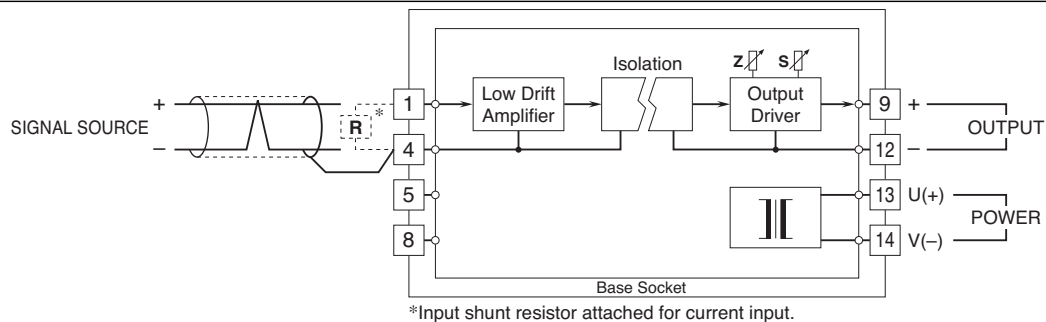 Isolation
Z S
* 1 Low Drift Amplifier Output Driver 9 +
+
SIGNAL SOURCE R OUTPUT
− 4 12 −
5 13 U(+)
POWER
8 14 V(–)
Base Socket
*Input shunt resistor attached for current input.